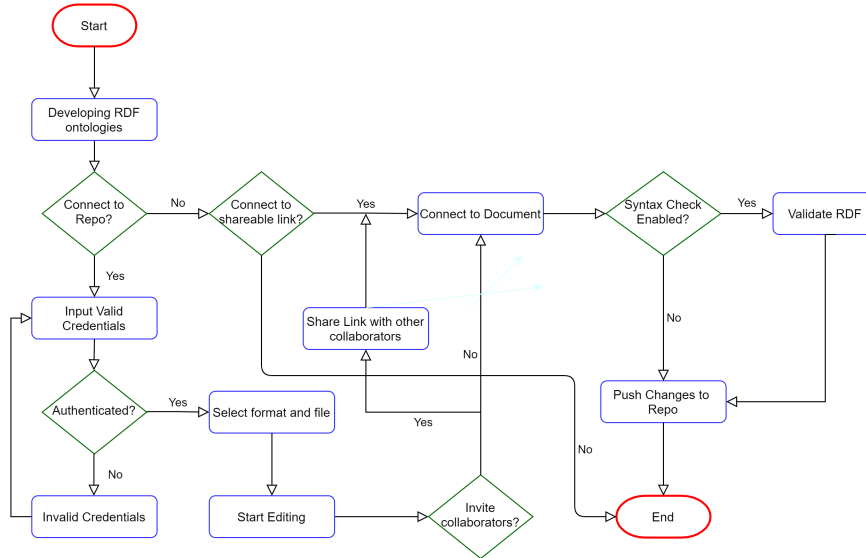 Start
Developing RDF
ontologies
Connect to
Repo?
No
Connect to
shareable link?
Yes
Connect to Document
Syntax Check
Enabled?
Yes
Validate RDF
Yes
Input Valid
Credentials
Share Link with other
collaborators
No
No
Authenticated?
Yes
Select format and file
Yes
Push Changes to
Repo
No
No
Invalid Credentials
Start Editing
Invite
collaborators?
End